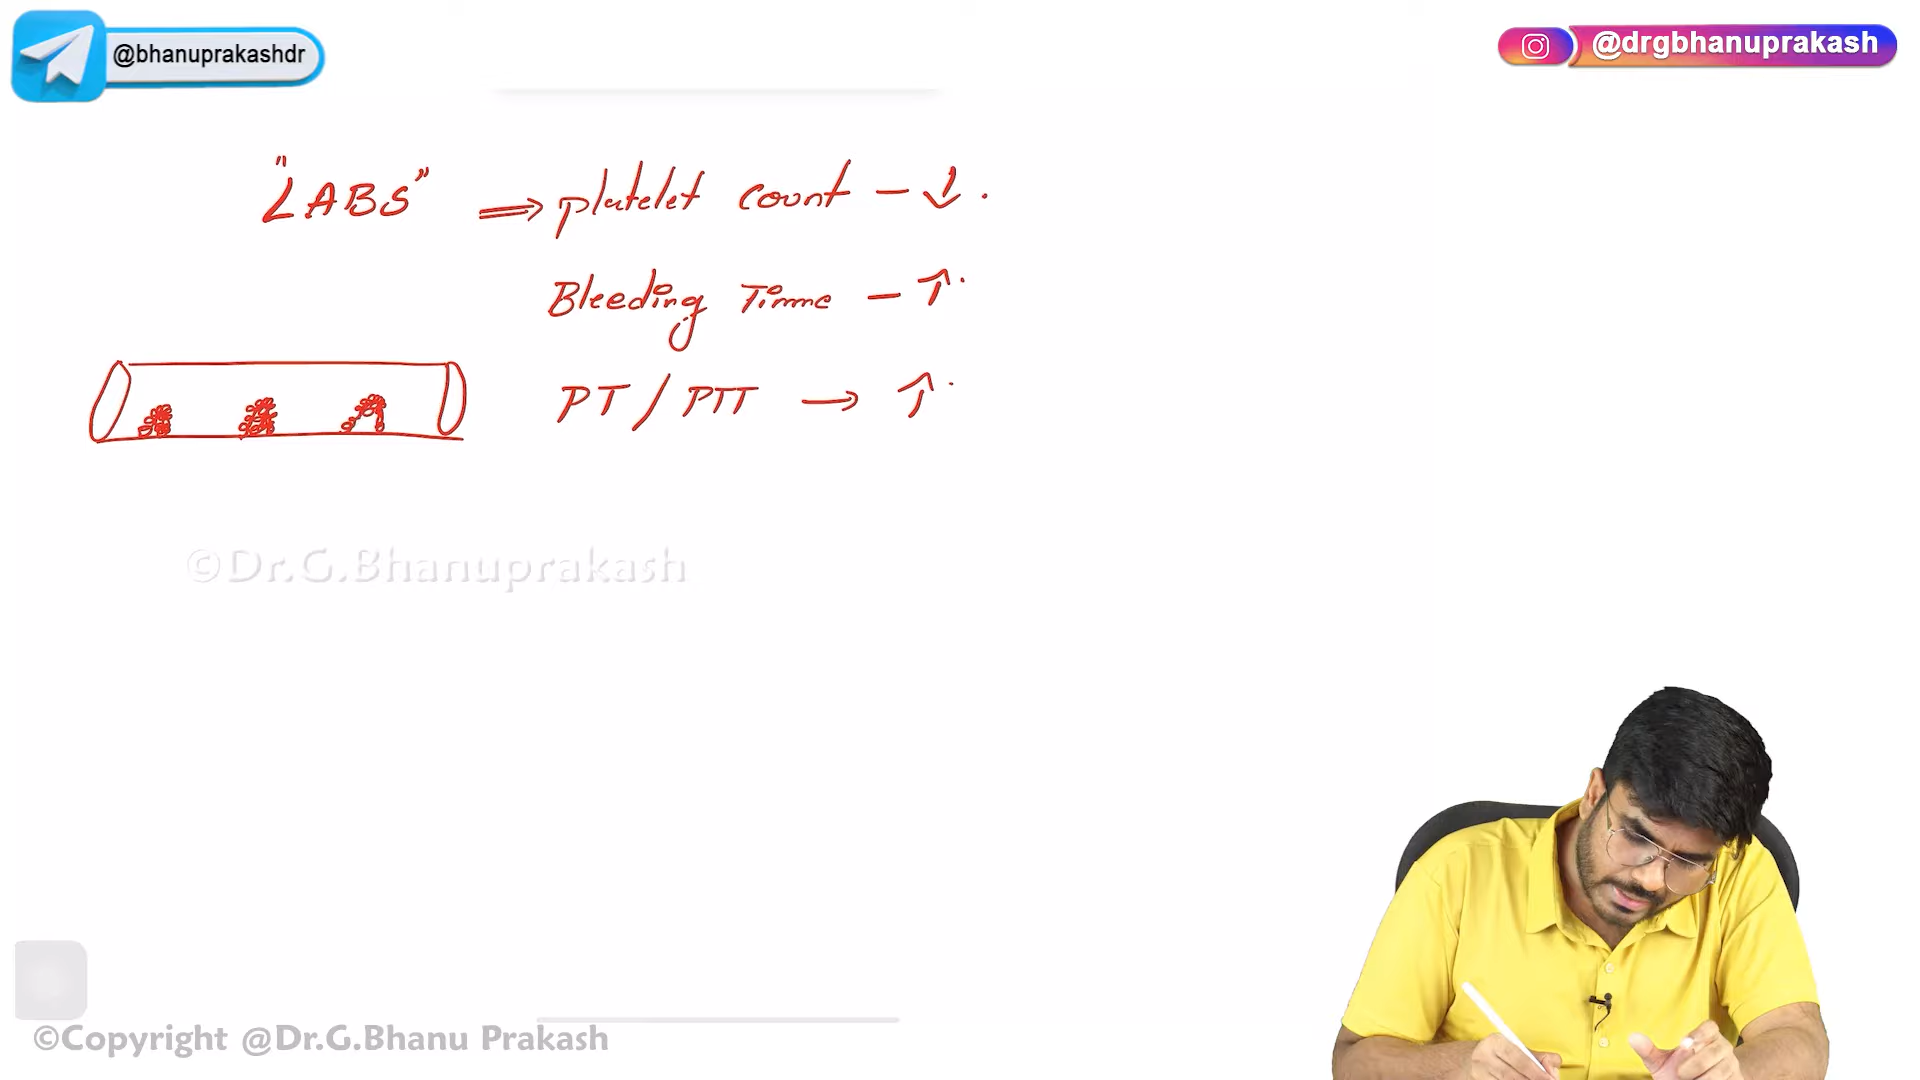 @bhanuprakashdr
@drgbhanuprakash
"LABS" ⇒ platelet count - ↓.
Bleeding Time - ↑.
PT / PTT → ↑.
©Dr.G.Bhanuprakash
©Copyright @Dr.G.Bhanu Prakash